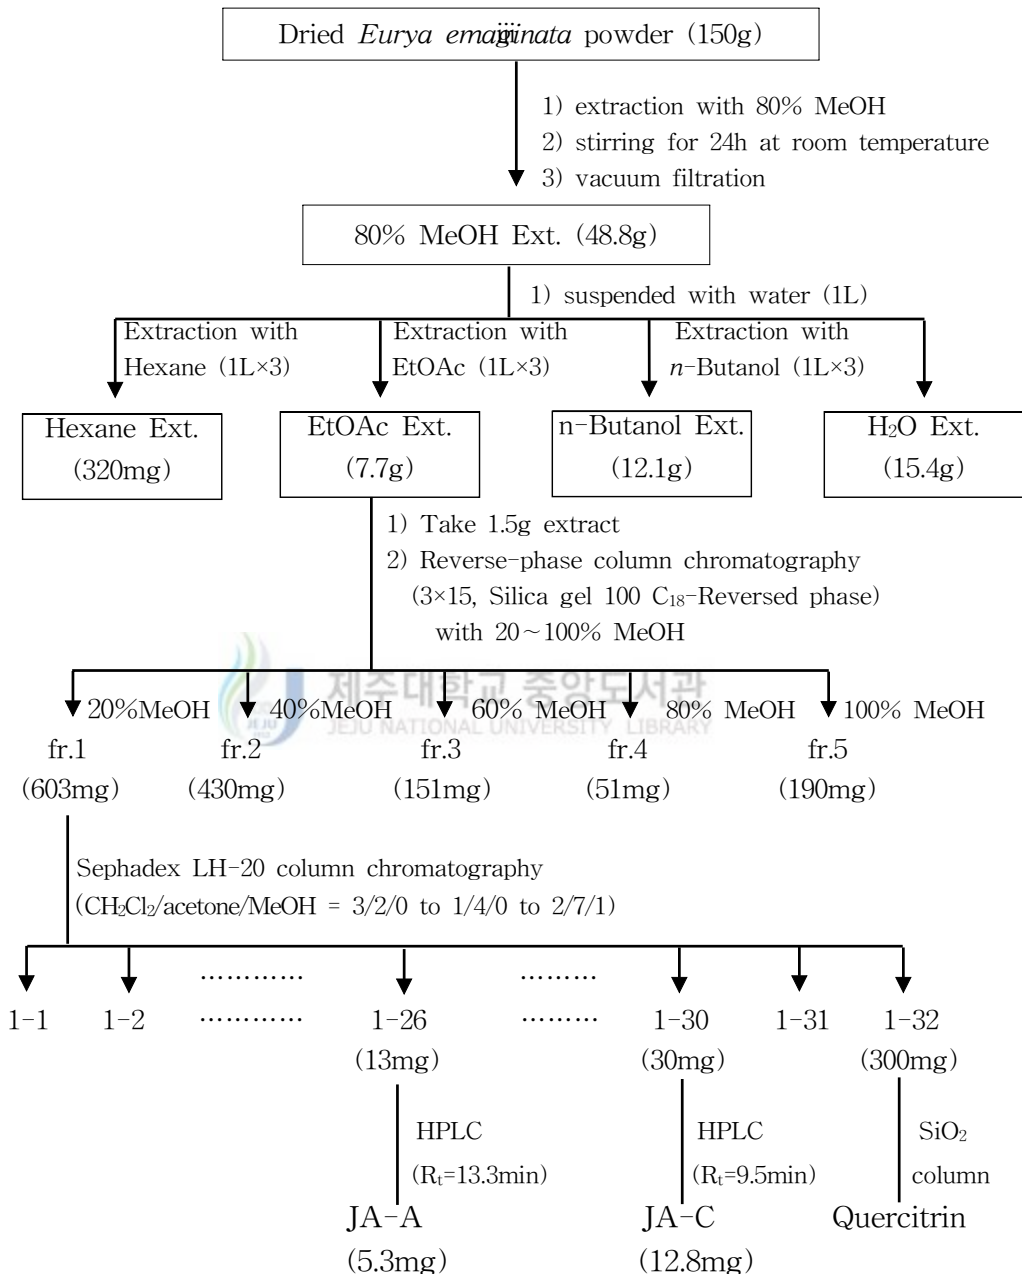 Dried Eurya emaginata powder (150g)
1) extraction with 80% MeOH
2) stirring for 24h at room temperature
3) vacuum filtration
80% MeOH Ext. (48.8g)
1) suspended with water (1L)
Extraction with
Hexane (1L×3)
Extraction with
EtOAc (1L×3)
Extraction with
n-Butanol (1L×3)
Hexane Ext.
(320mg)
EtOAc Ext.
(7.7g)
n-Butanol Ext.
(12.1g)
H₂O Ext.
(15.4g)
1) Take 1.5g extract
2) Reverse-phase column chromatography
(3×15, Silica gel 100 C₁₈-Reversed phase)
with 20~100% MeOH
제주대학교 중앙도서관
JEJU NATIONAL UNIVERSITY LIBRARY
20%MeOH 40%MeOH 60% MeOH 80% MeOH 100% MeOH
fr.1 fr.2 fr.3 fr.4 fr.5
(603mg) (430mg) (151mg) (51mg) (190mg)
Sephadex LH-20 column chromatography
(CH₂Cl₂/acetone/MeOH = 3/2/0 to 1/4/0 to 2/7/1)
………… ………
1-1 1-2 ………… 1-26 ……… 1-30 1-31 1-32
(13mg) (30mg) (300mg)
HPLC
(Rₜ=13.3min)
HPLC
(Rₜ=9.5min)
SiO₂
column
JA-A JA-C Quercitrin
(5.3mg) (12.8mg)